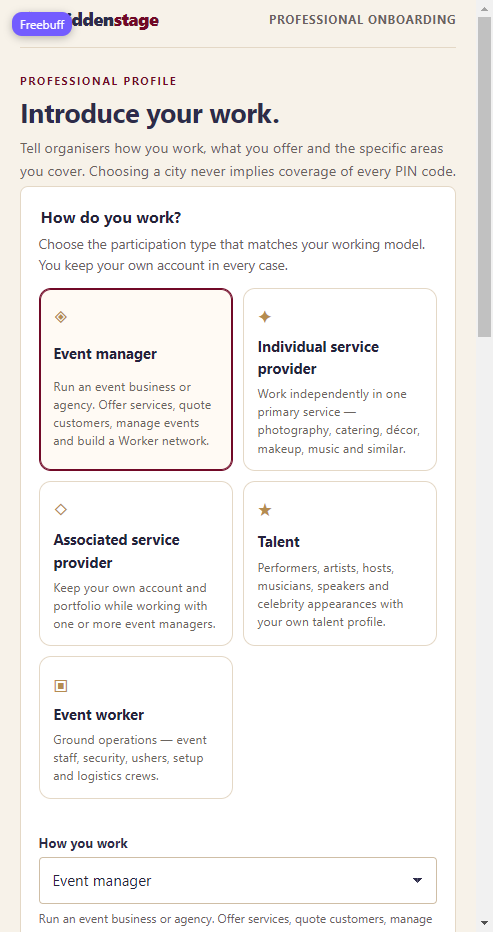 Freebuff
iddenstage
PROFESSIONAL ONBOARDING
PROFESSIONAL PROFILE
Introduce your work.
Tell organisers how you work, what you offer and the specific areas
you cover. Choosing a city never implies coverage of every PIN code.
How do you work?
Choose the participation type that matches your working model.
You keep your own account in every case.
Event manager
Run an event business or
agency. Offer services, quote
customers, manage events
and build a Worker network.
Individual service
provider
Work independently in one
primary service —
photography, catering, décor,
makeup, music and similar.
Associated service
provider
Keep your own account and
portfolio while working with
one or more event managers.
Talent
Performers, artists, hosts,
musicians, speakers and
celebrity appearances with
your own talent profile.
Event worker
Ground operations — event
staff, security, ushers, setup
and logistics crews.
How you work
Event manager
Run an event business or agency. Offer services, quote customers, manage